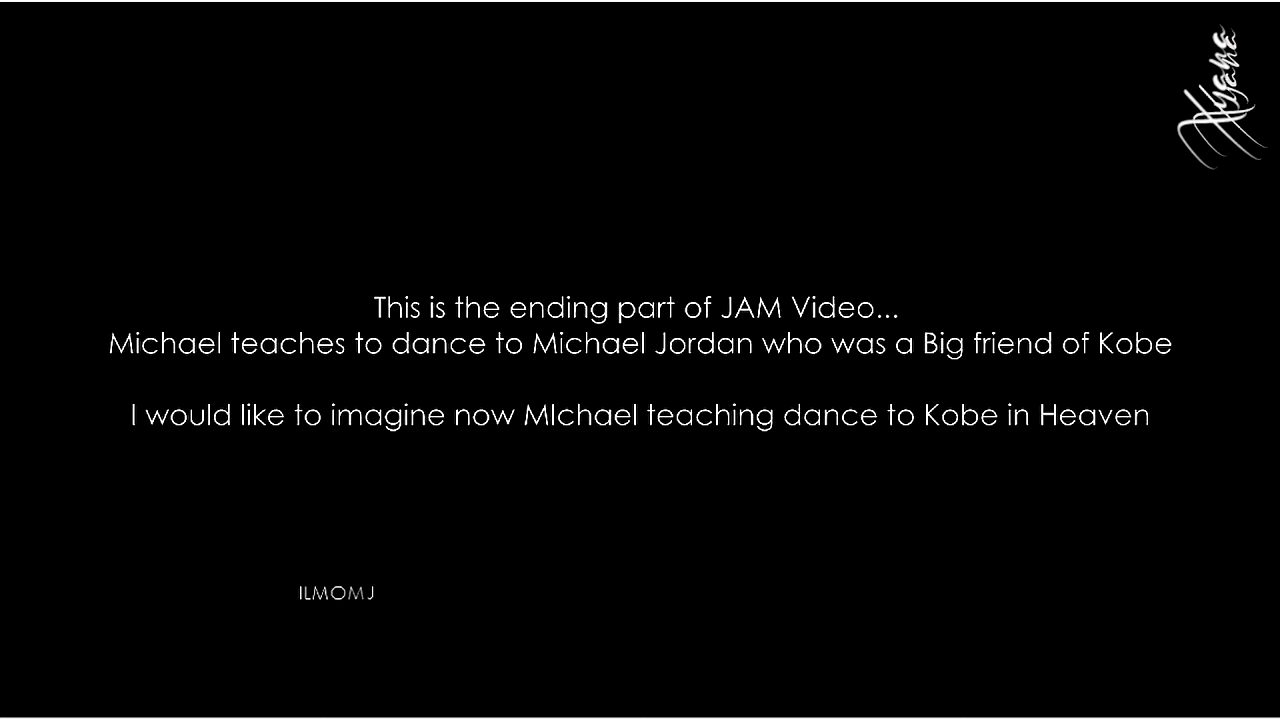 This is the ending part of JAM Video...
Michael teaches to dance to Michael Jordan who was a Big friend of Kobe
I would like to imagine now MIchael teaching dance to Kobe in Heaven
ILMOMJ